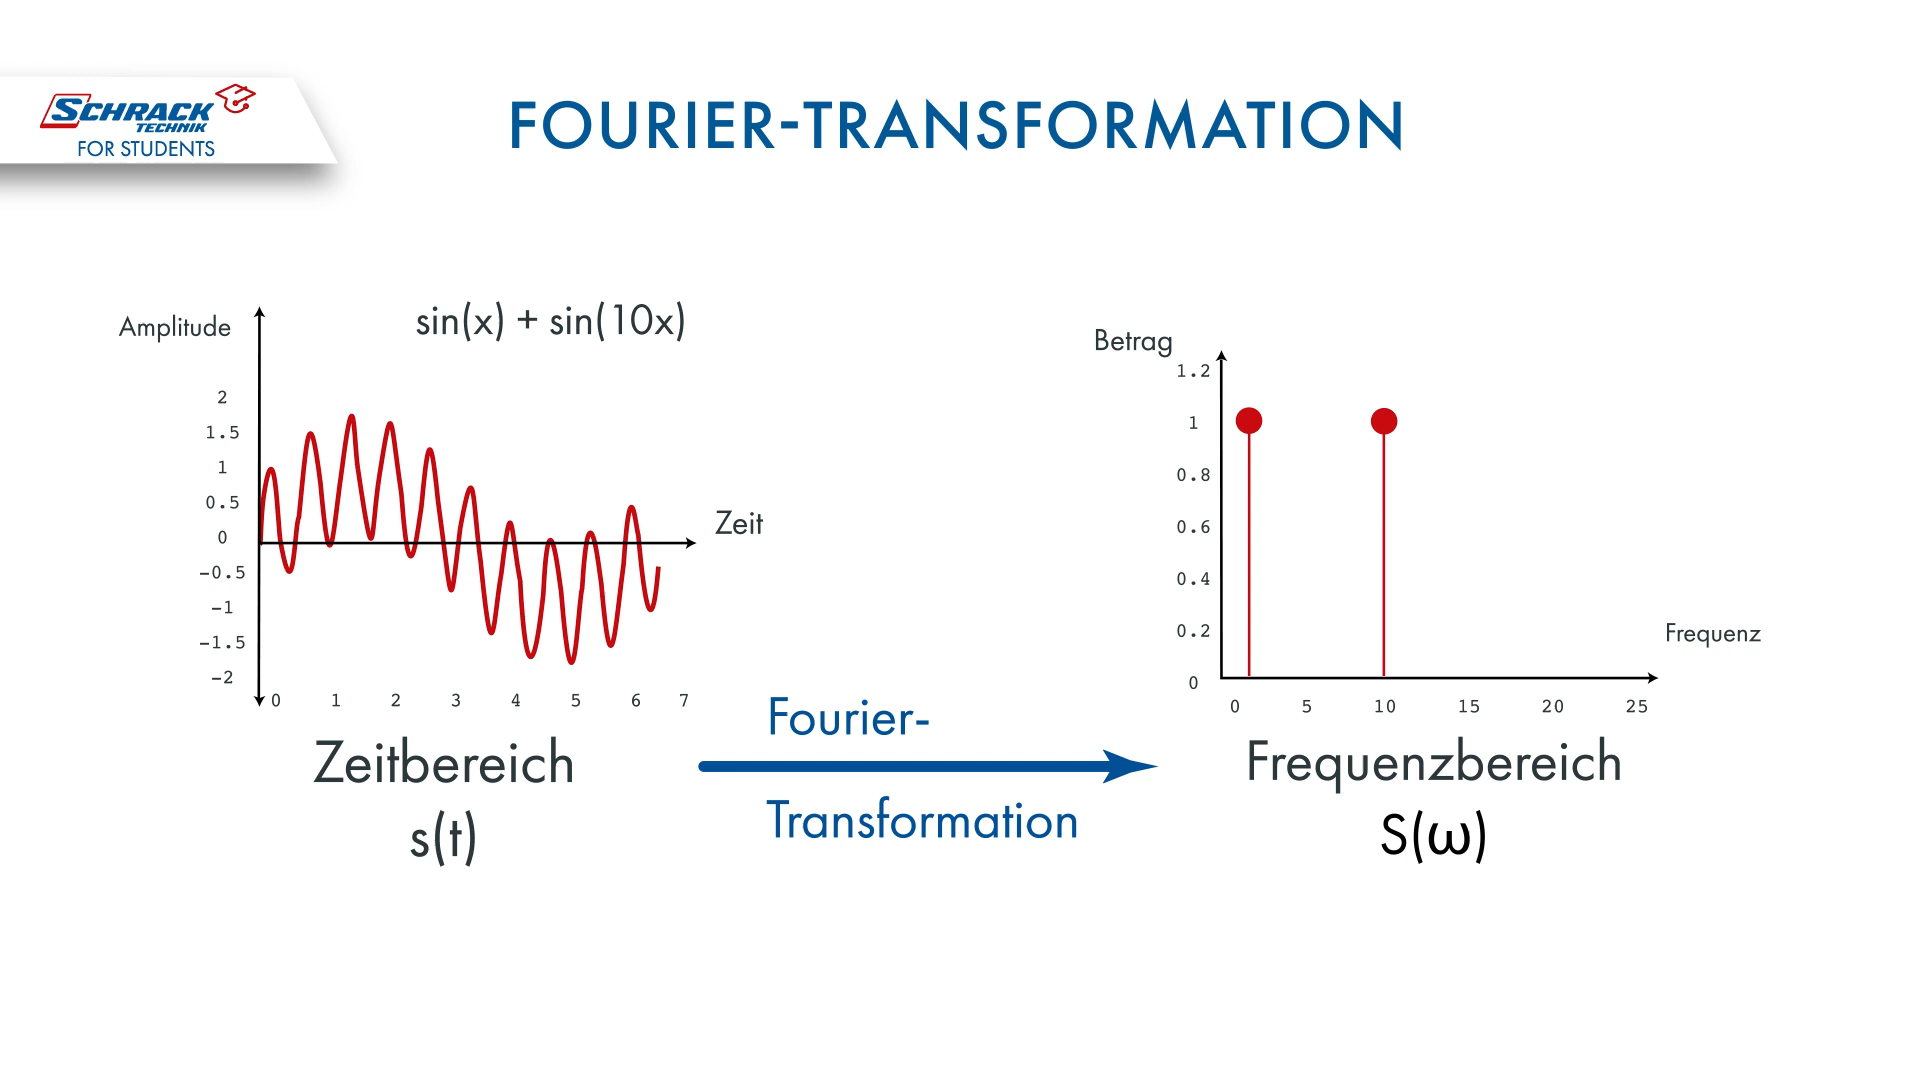 SCHRACK
TECHNIK
FOR STUDENTS
FOURIER-TRANSFORMATION
sin(x) + sin(10x)
Amplitude
2
1.5
1
0.5
0
-0.5
-1
-1.5
-2
Zeit
0 1 2 3 4 5 6 7
Zeitbereich
s(t)
Fourier-
Transformation
Betrag
1.2
1
0.8
0.6
0.4
0.2
0
Frequenz
0 5 10 15 20 25
Frequenzbereich
S(ω)